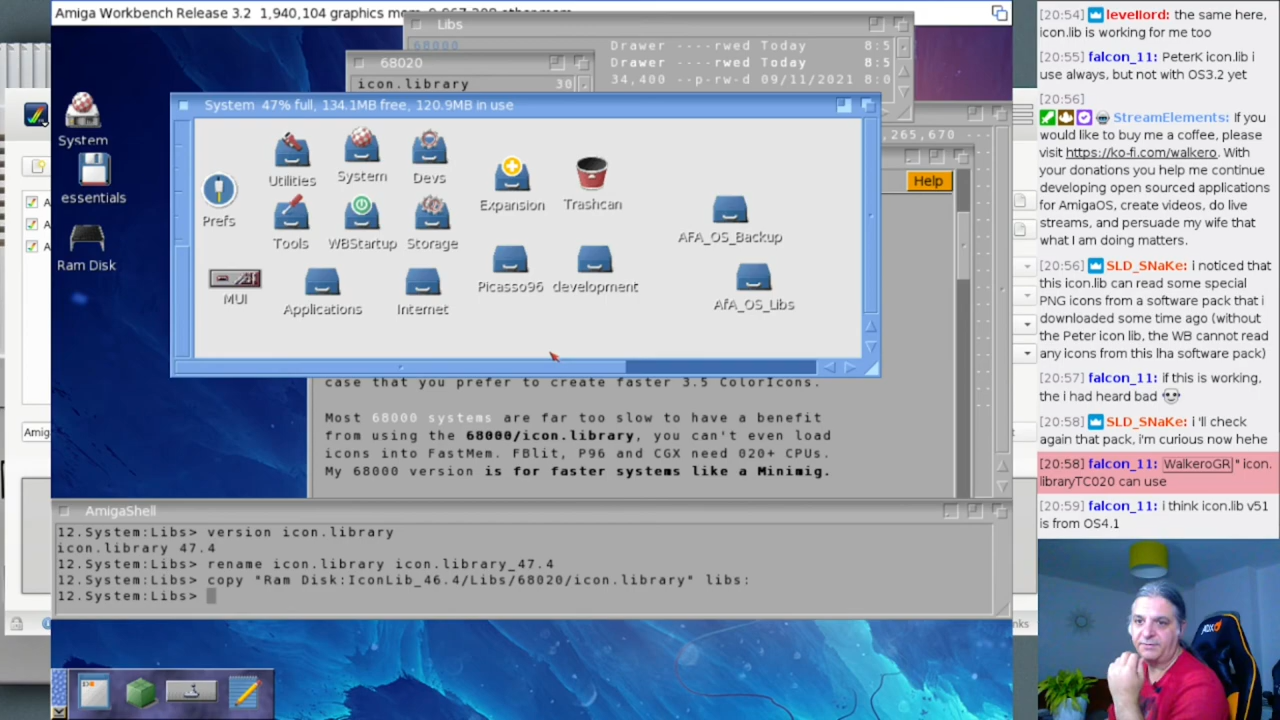 Amiga Workbench Release 3.2 1,940,104 graphics mem
Libs
68000
Drawer ----rwed Today 8:5
Drawer ----rwed Today 8:5
34,400 --p-rw-d 09/11/2021 8:0
68020
icon.library 30
System 47% full, 134.1MB free, 120.9MB in use
,265,670
Help
System
essentials
Ram Disk
Prefs
Utilities
System
Devs
Expansion
Trashcan
Tools
WBStartup
Storage
AFA_OS_Backup
MUI
Applications
Internet
Picasso96
development
AfA_OS_Libs
case that you prefer to create faster 3.5 ColorIcons.
Most 68000 systems are far too slow to have a benefit
from using the 68000/icon.library, you can't even load
icons into FastMem. FBlit, P96 and CGX need 020+ CPUs.
My 68000 version is for faster systems like a Minimig.
Amig
AmigaShell
12.System:Libs> version icon.library
icon.library 47.4
12.System:Libs> rename icon.library icon.library_47.4
12.System:Libs> copy "Ram Disk:IconLib_46.4/Libs/68020/icon.library" libs:
12.System:Libs>
[20:54] levellord: the same here,
icon.lib is working for me too
[20:55] falcon_11: PeterK icon.lib i
use always, but not with OS3.2 yet
[20:56]
StreamElements: If you
would like to buy me a coffee, please
visit https://ko-fi.com/walkero. With
your donations you help me continue
developing open sourced applications
for AmigaOS, create videos, do live
streams, and persuade my wife that
what I am doing matters.
[20:56] SLD_SNaKe: i noticed that
this icon.lib can read some special
PNG icons from a software pack that i
downloaded some time ago (without
the Peter icon lib, the WB cannot read
any icons from this lha software pack)
[20:57] falcon_11: if this is working,
the i had heard bad
[20:58] SLD_SNaKe: i 'll check
again that pack, i'm curious now hehe
[20:58] falcon_11: WalkeroGR " icon.
libraryTC020 can use
[20:59] falcon_11: i think icon.lib v51
is from OS4.1